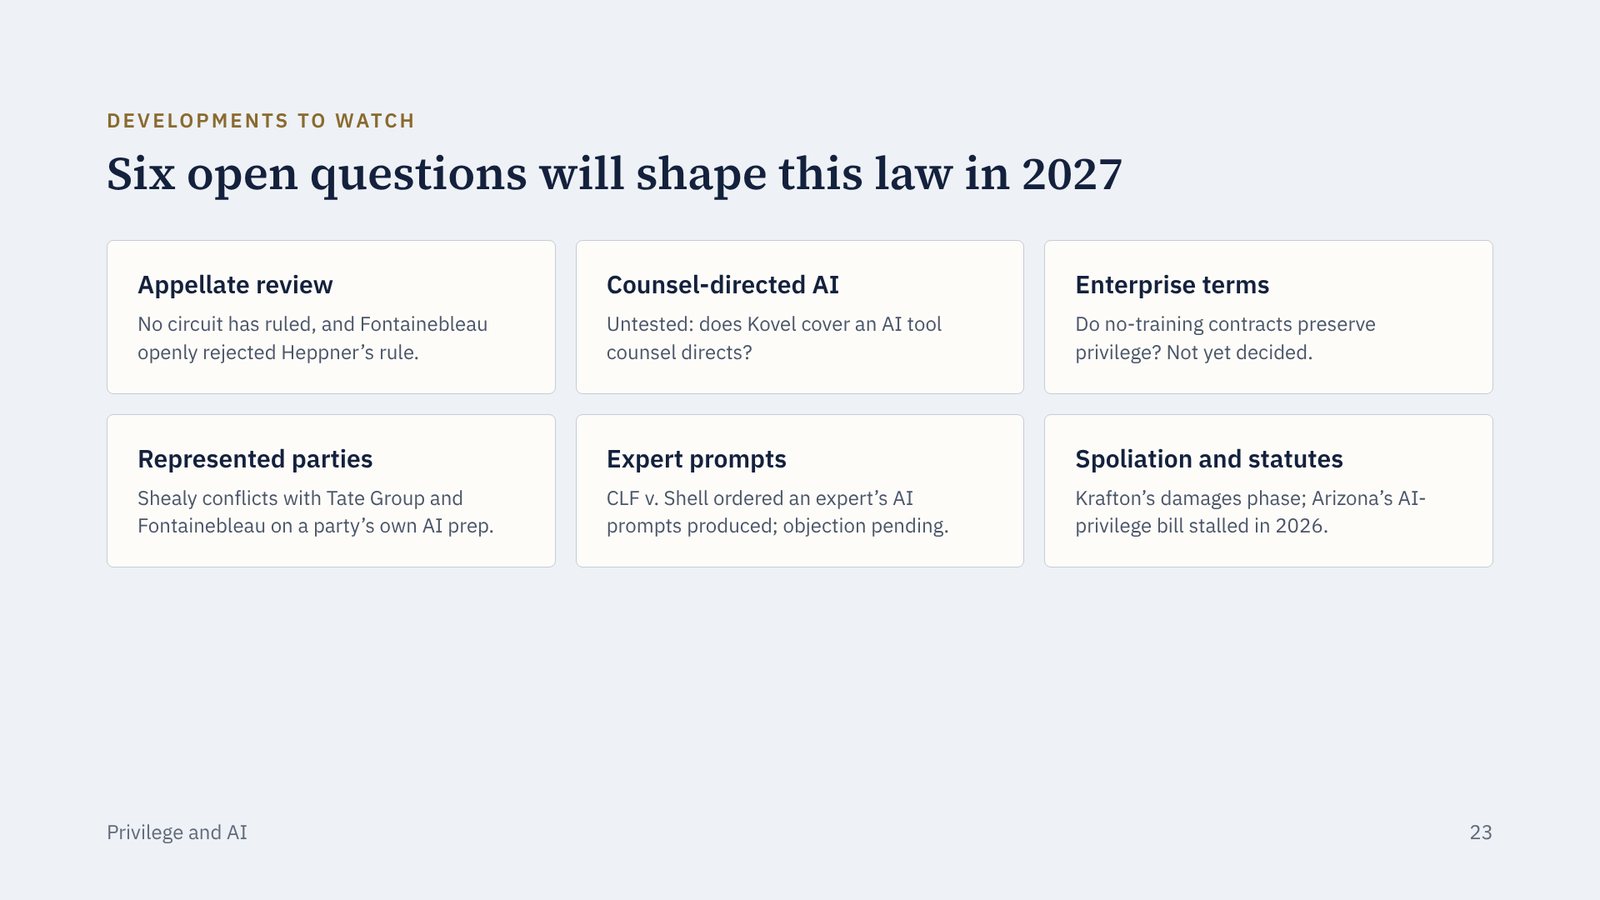 DEVELOPMENTS TO WATCH
Six open questions will shape this law in 2027
Appellate review
No circuit has ruled, and Fontainebleau
openly rejected Heppner’s rule.
Counsel-directed AI
Untested: does Kovel cover an AI tool
counsel directs?
Enterprise terms
Do no-training contracts preserve
privilege? Not yet decided.
Represented parties
Shealy conflicts with Tate Group and
Fontainebleau on a party’s own AI prep.
Expert prompts
CLF v. Shell ordered an expert’s AI
prompts produced; objection pending.
Spoliation and statutes
Krafton’s damages phase; Arizona’s AI-
privilege bill stalled in 2026.
Privilege and AI
23